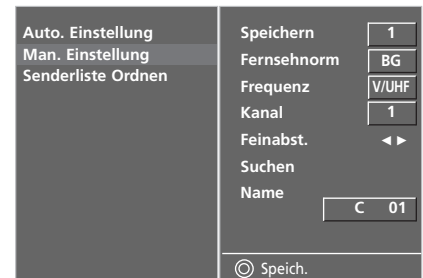 Auto. Einstellung
Man. Einstellung
Senderliste Ordnen
Speichern 1
Fernsehnorm BG
Frequenz V/UHF
Kanal 1
Feinabst. ◄ ►
Suchen
Name
C 01
Speich.